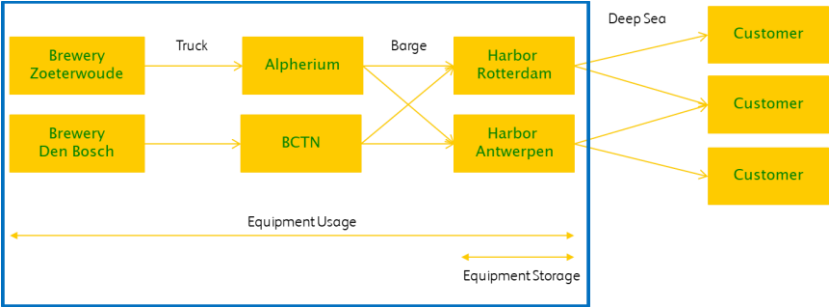 Deep Sea
Customer
Truck
Barge
Brewery
Zoeterwoude
Alpherium
Harbor
Rotterdam
Customer
Brewery
Den Bosch
BCTN
Harbor
Antwerpen
Customer
Equipment Usage
Equipment Storage